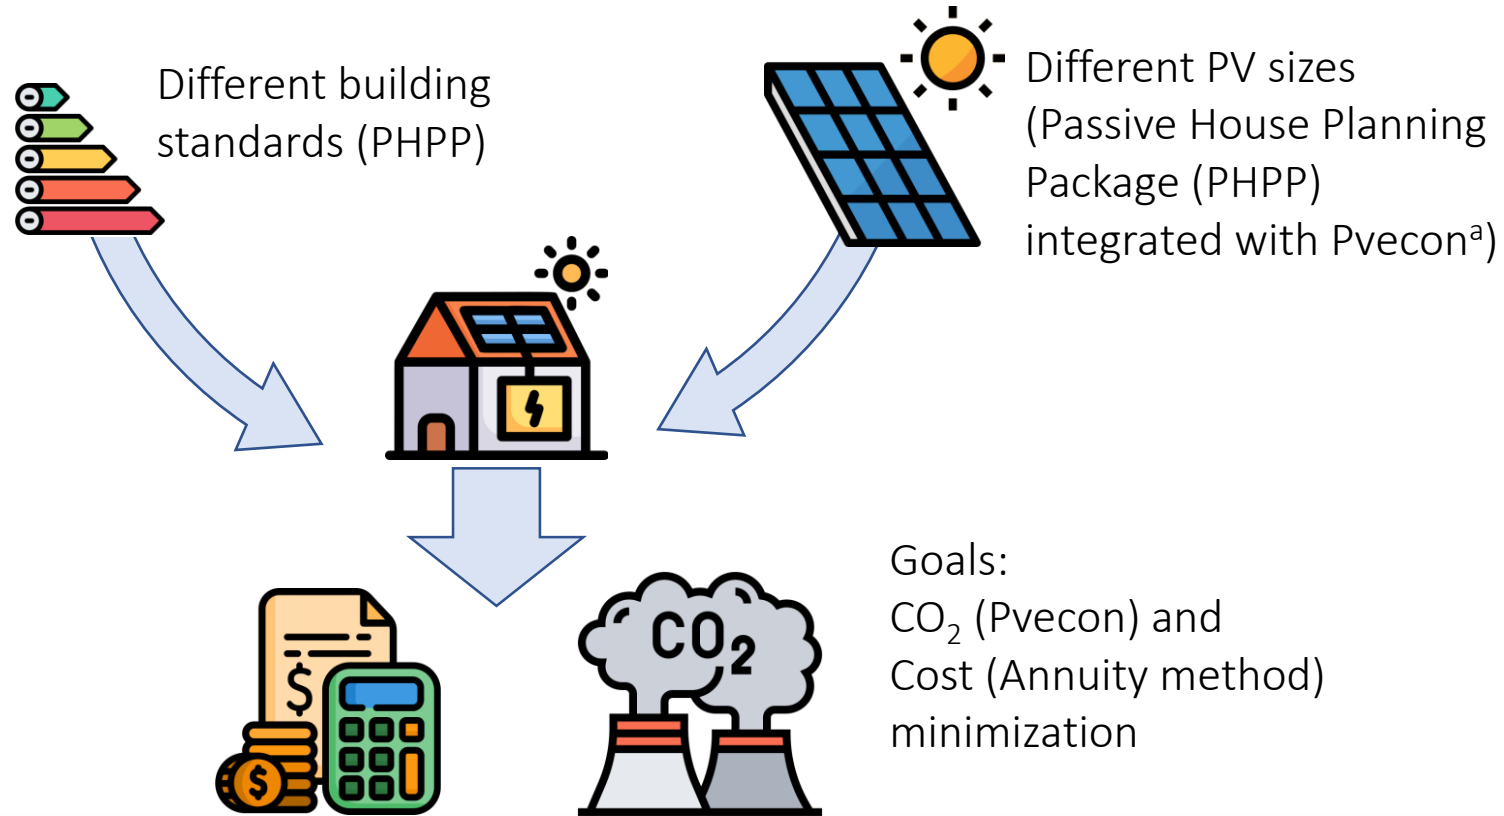 Different building
standards (PHPP)
Different PV sizes
(Passive House Planning
Package (PHPP)
integrated with Pveconᵃ)
$
$
CO₂
Goals:
CO₂ (Pvecon) and
Cost (Annuity method)
minimization